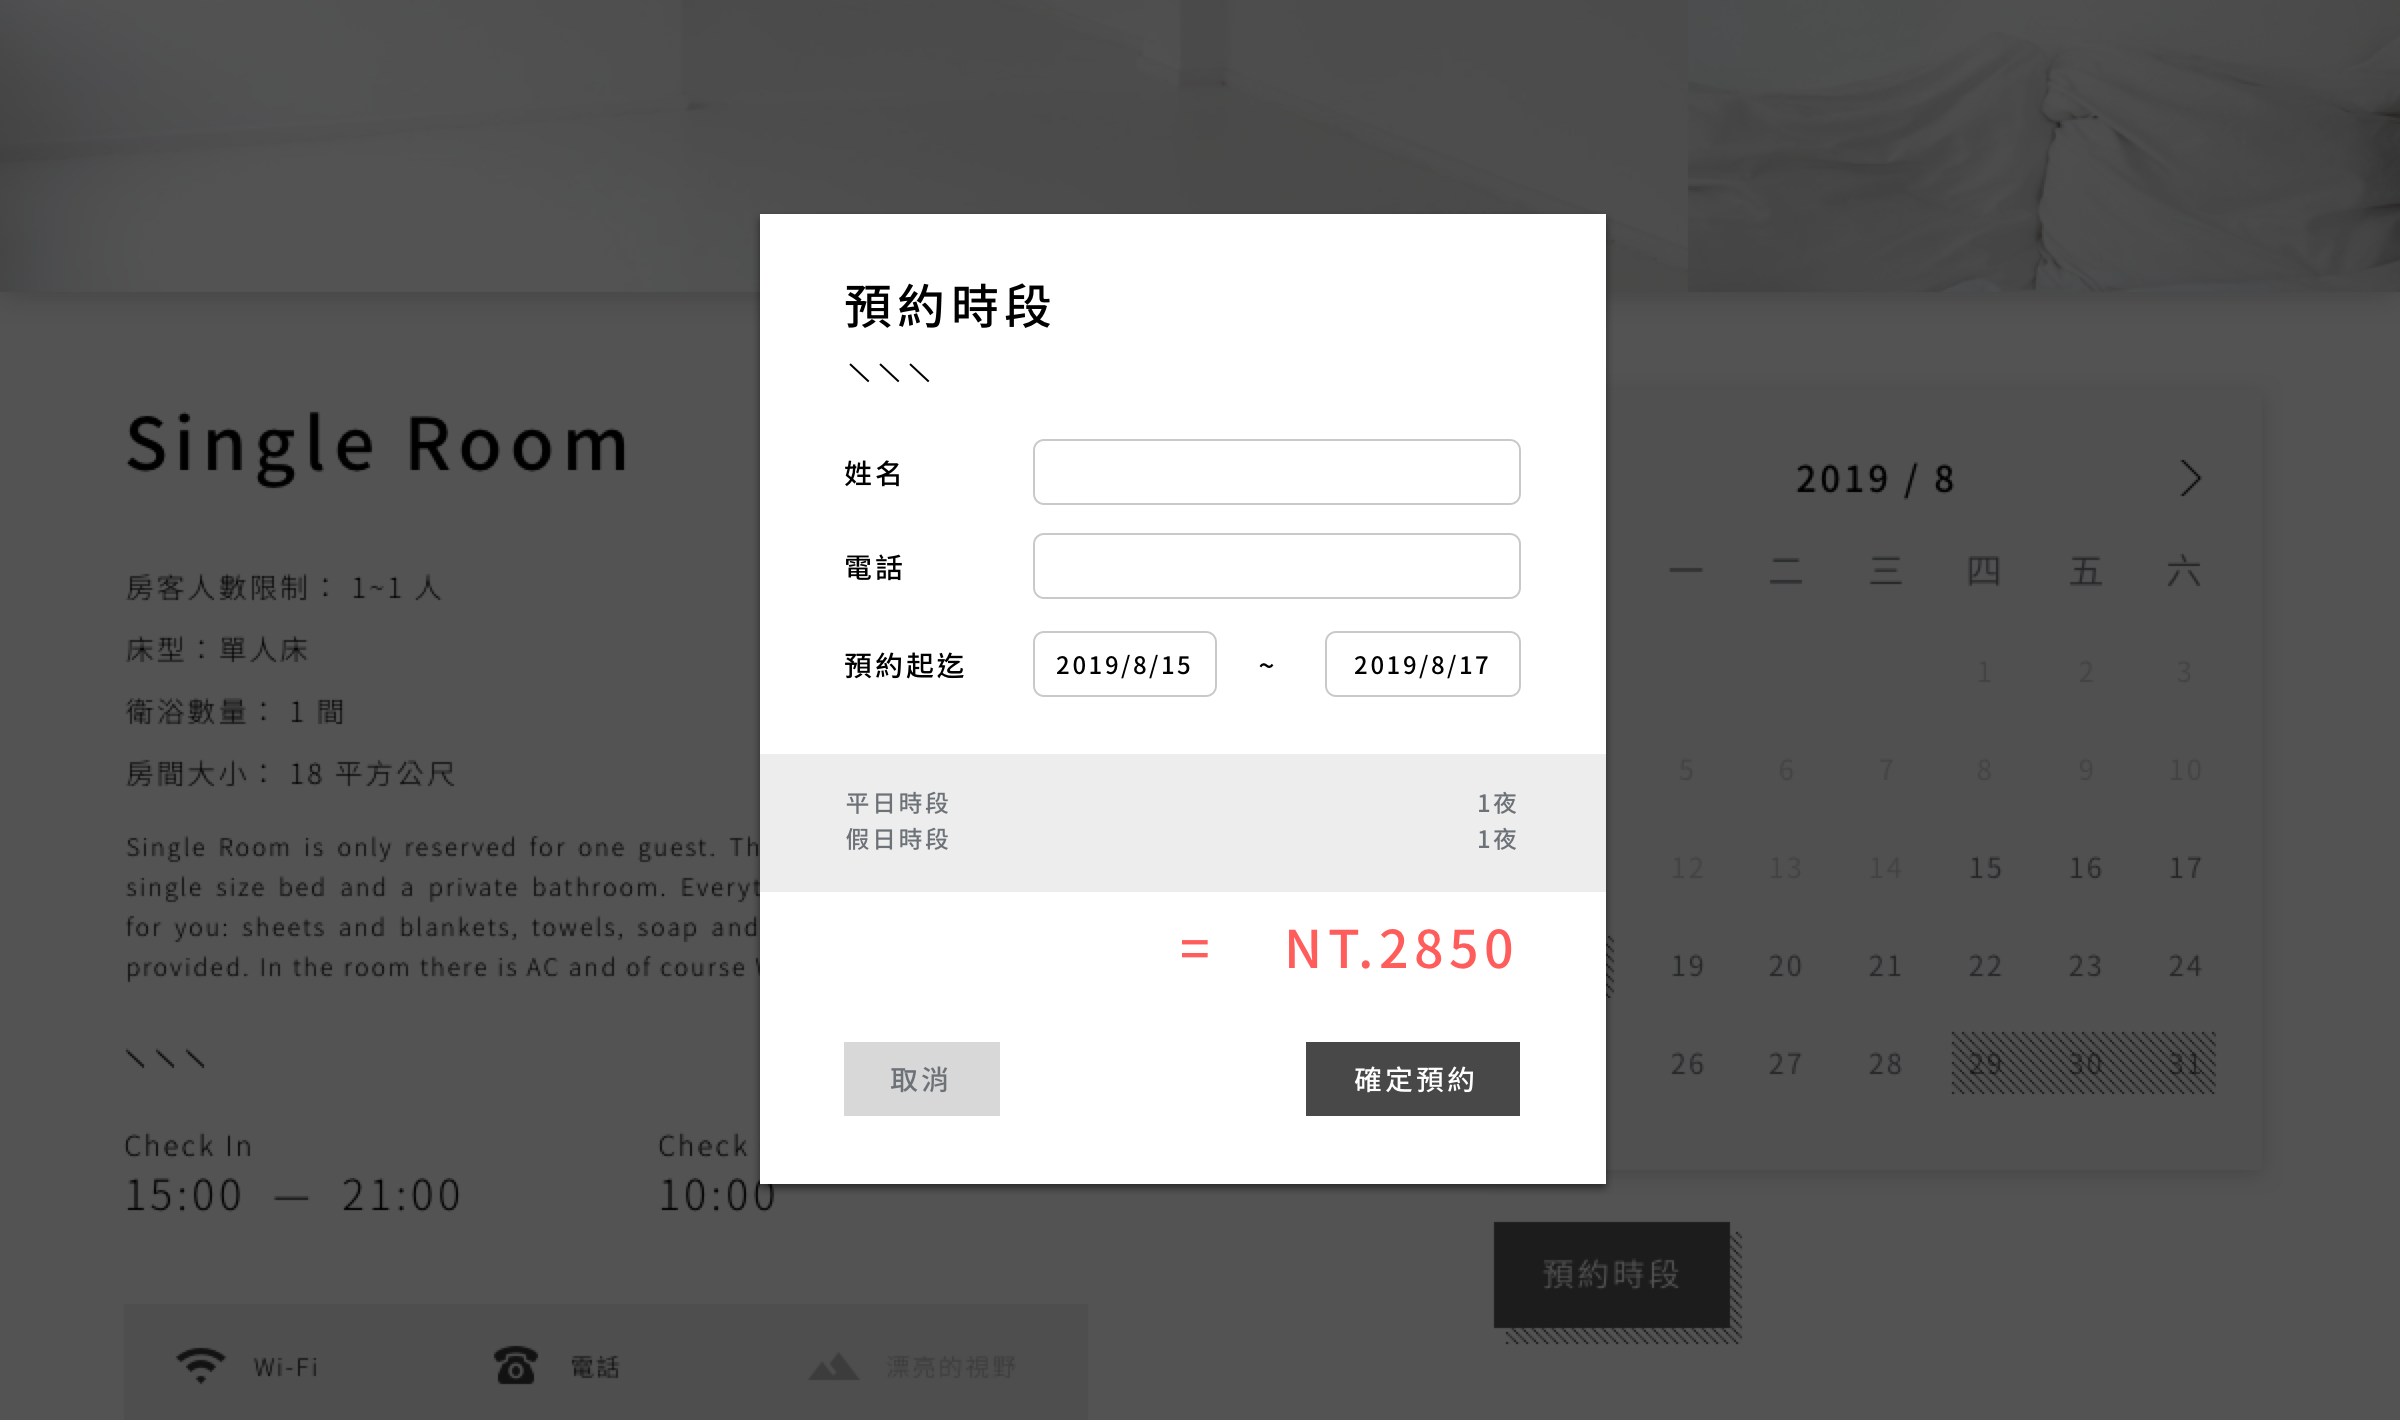 預約時段
姓名
電話
預約起迄 2019/8/15 ~ 2019/8/17
平日時段 1夜
假日時段 1夜
= NT.2850
取消 確定預約
Single Room
房客人數限制： 1~1 人
床型：單人床
衛浴數量： 1 間
房間大小： 18 平方公尺
Single Room is only reserved for one guest. Th
single size bed and a private bathroom. Everyt
for you: sheets and blankets, towels, soap and
provided. In the room there is AC and of course
Check In
15:00 — 21:00
Check
10:00
Wi-Fi 電話 漂亮的視野
2019 / 8
一 二 三 四 五 六
1 2 3
5 6 7 8 9 10
12 13 14 15 16 17
19 20 21 22 23 24
26 27 28 29 30 31
預約時段